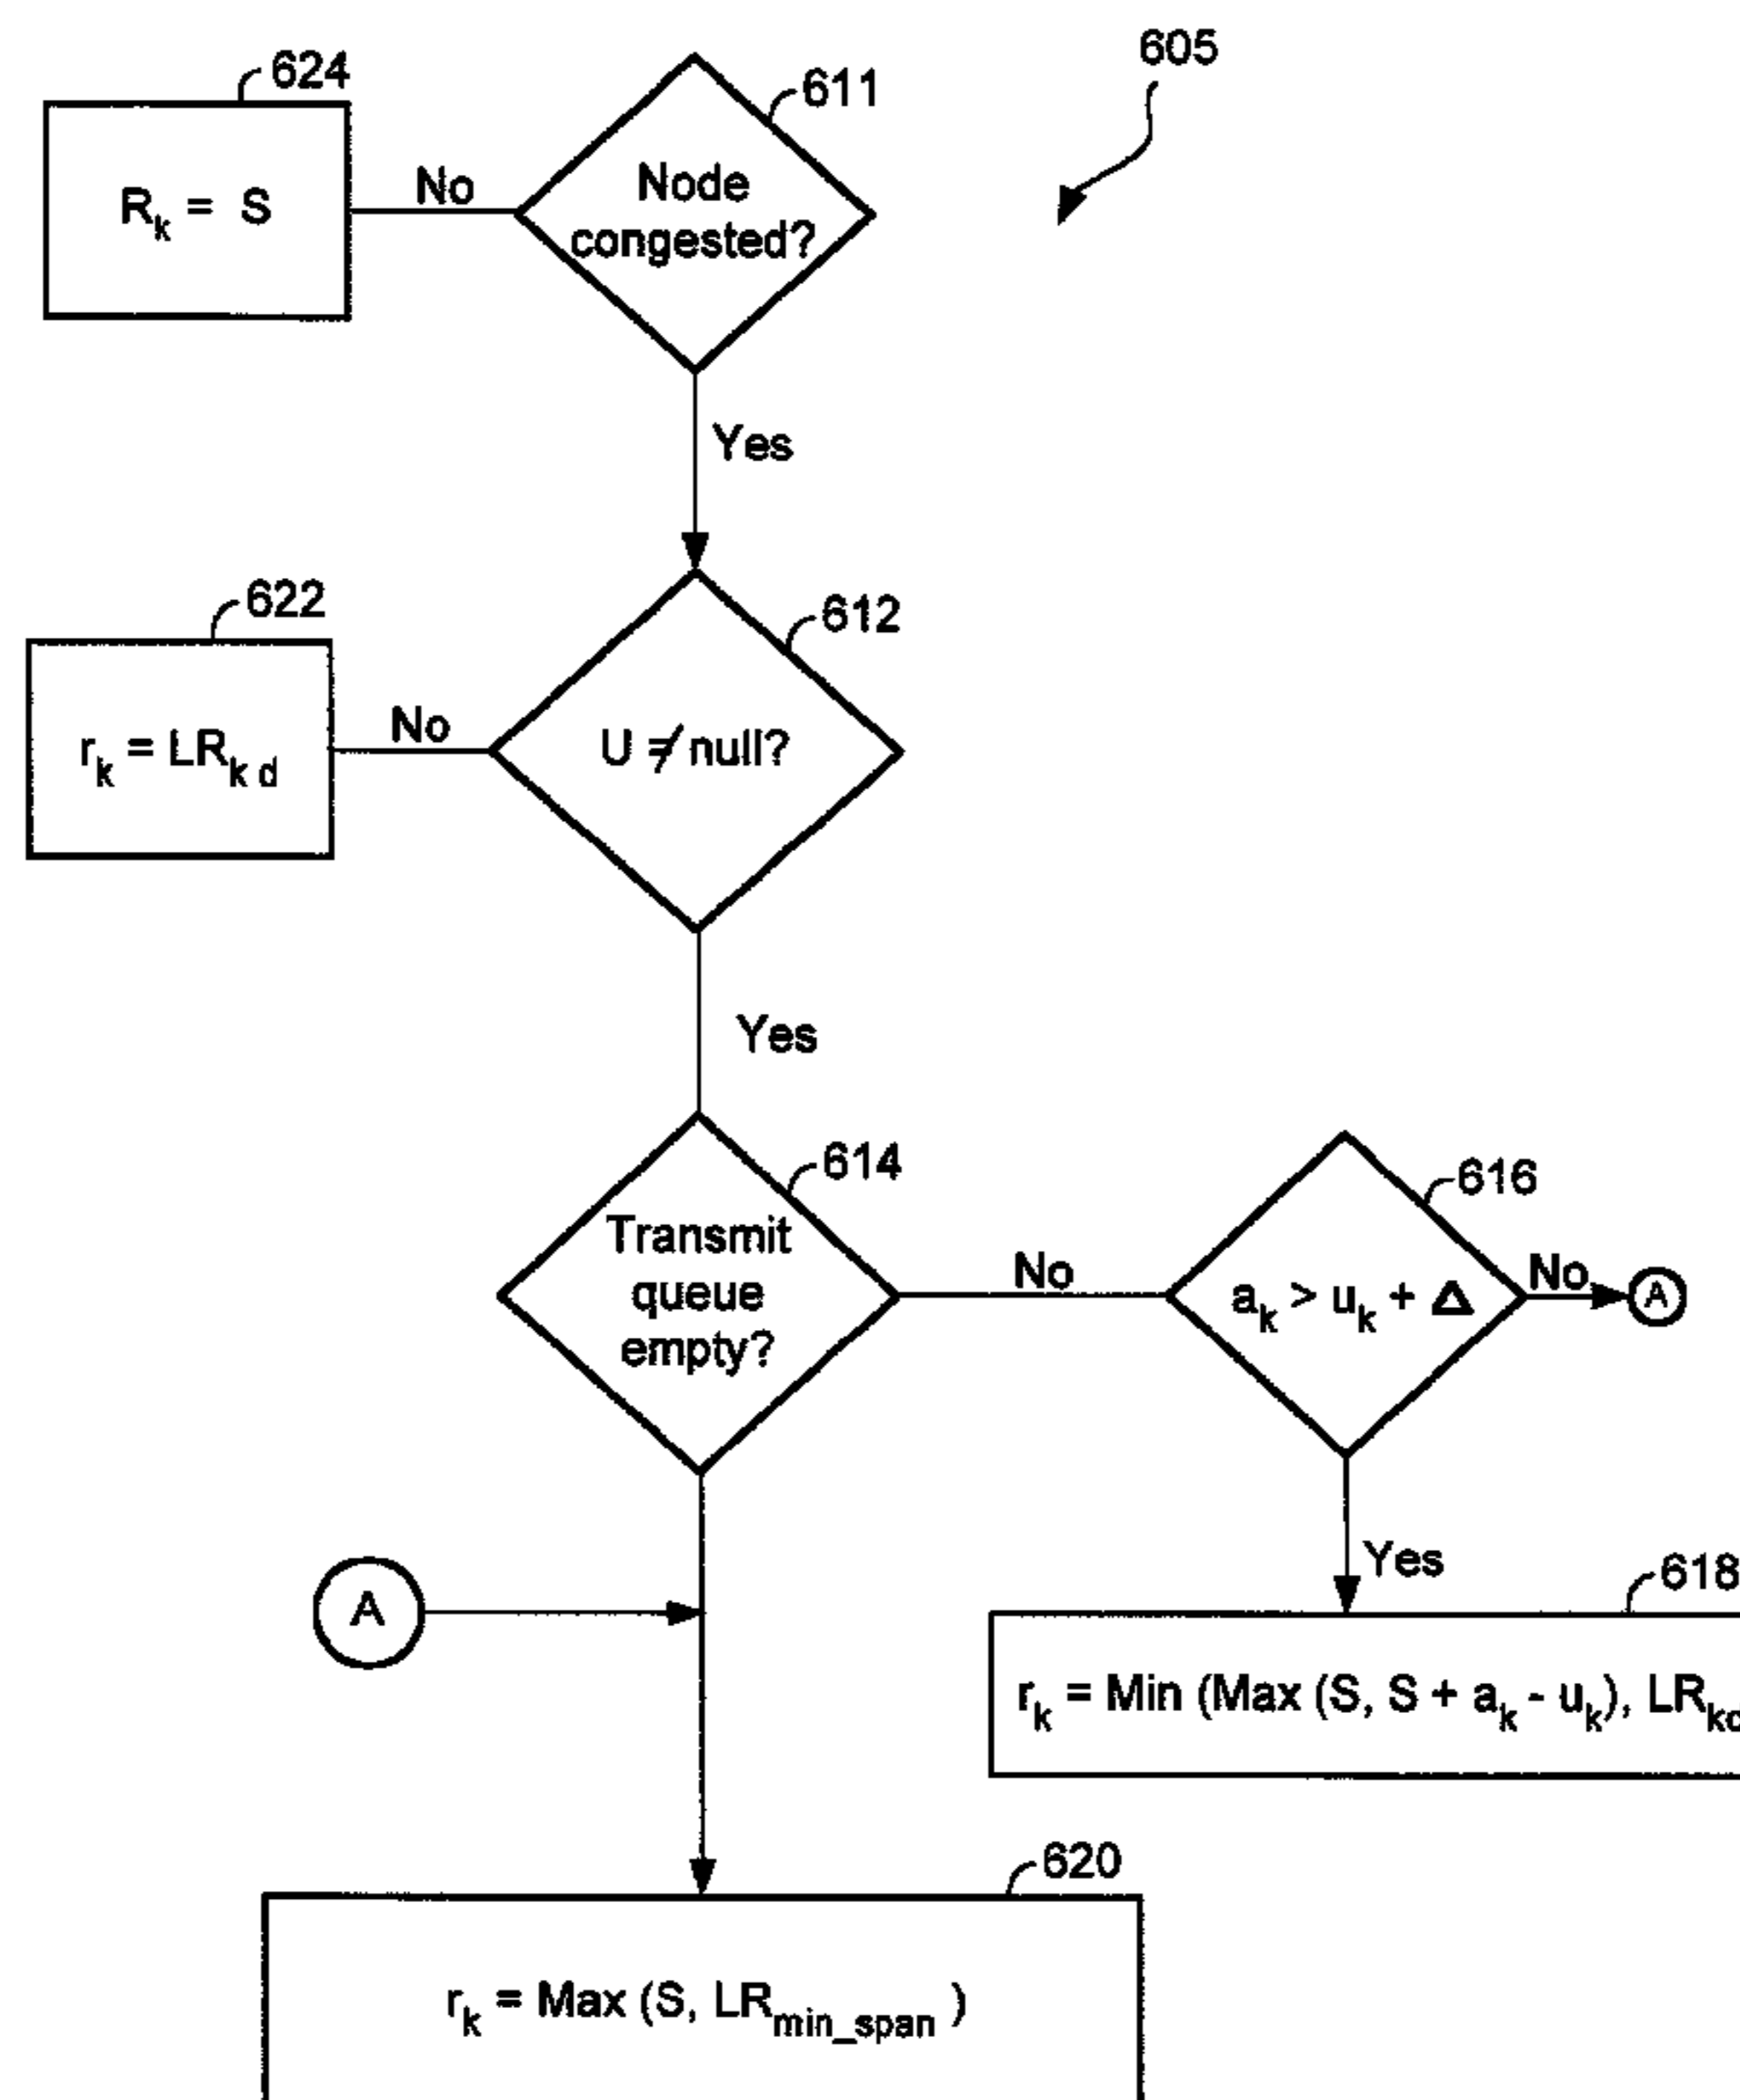 605
624
611
R_k = S
No
Node
congested?
Yes
622
612
r_k = LR_k d
No
U ≠ null?
Yes
614
616
Transmit
queue
empty?
No
a_k > u_k + Δ
No
A
Yes
618
A
r_k = Min (Max (S, S + a_k - u_k), LR_k
620
r_k = Max (S, LR_min_span )